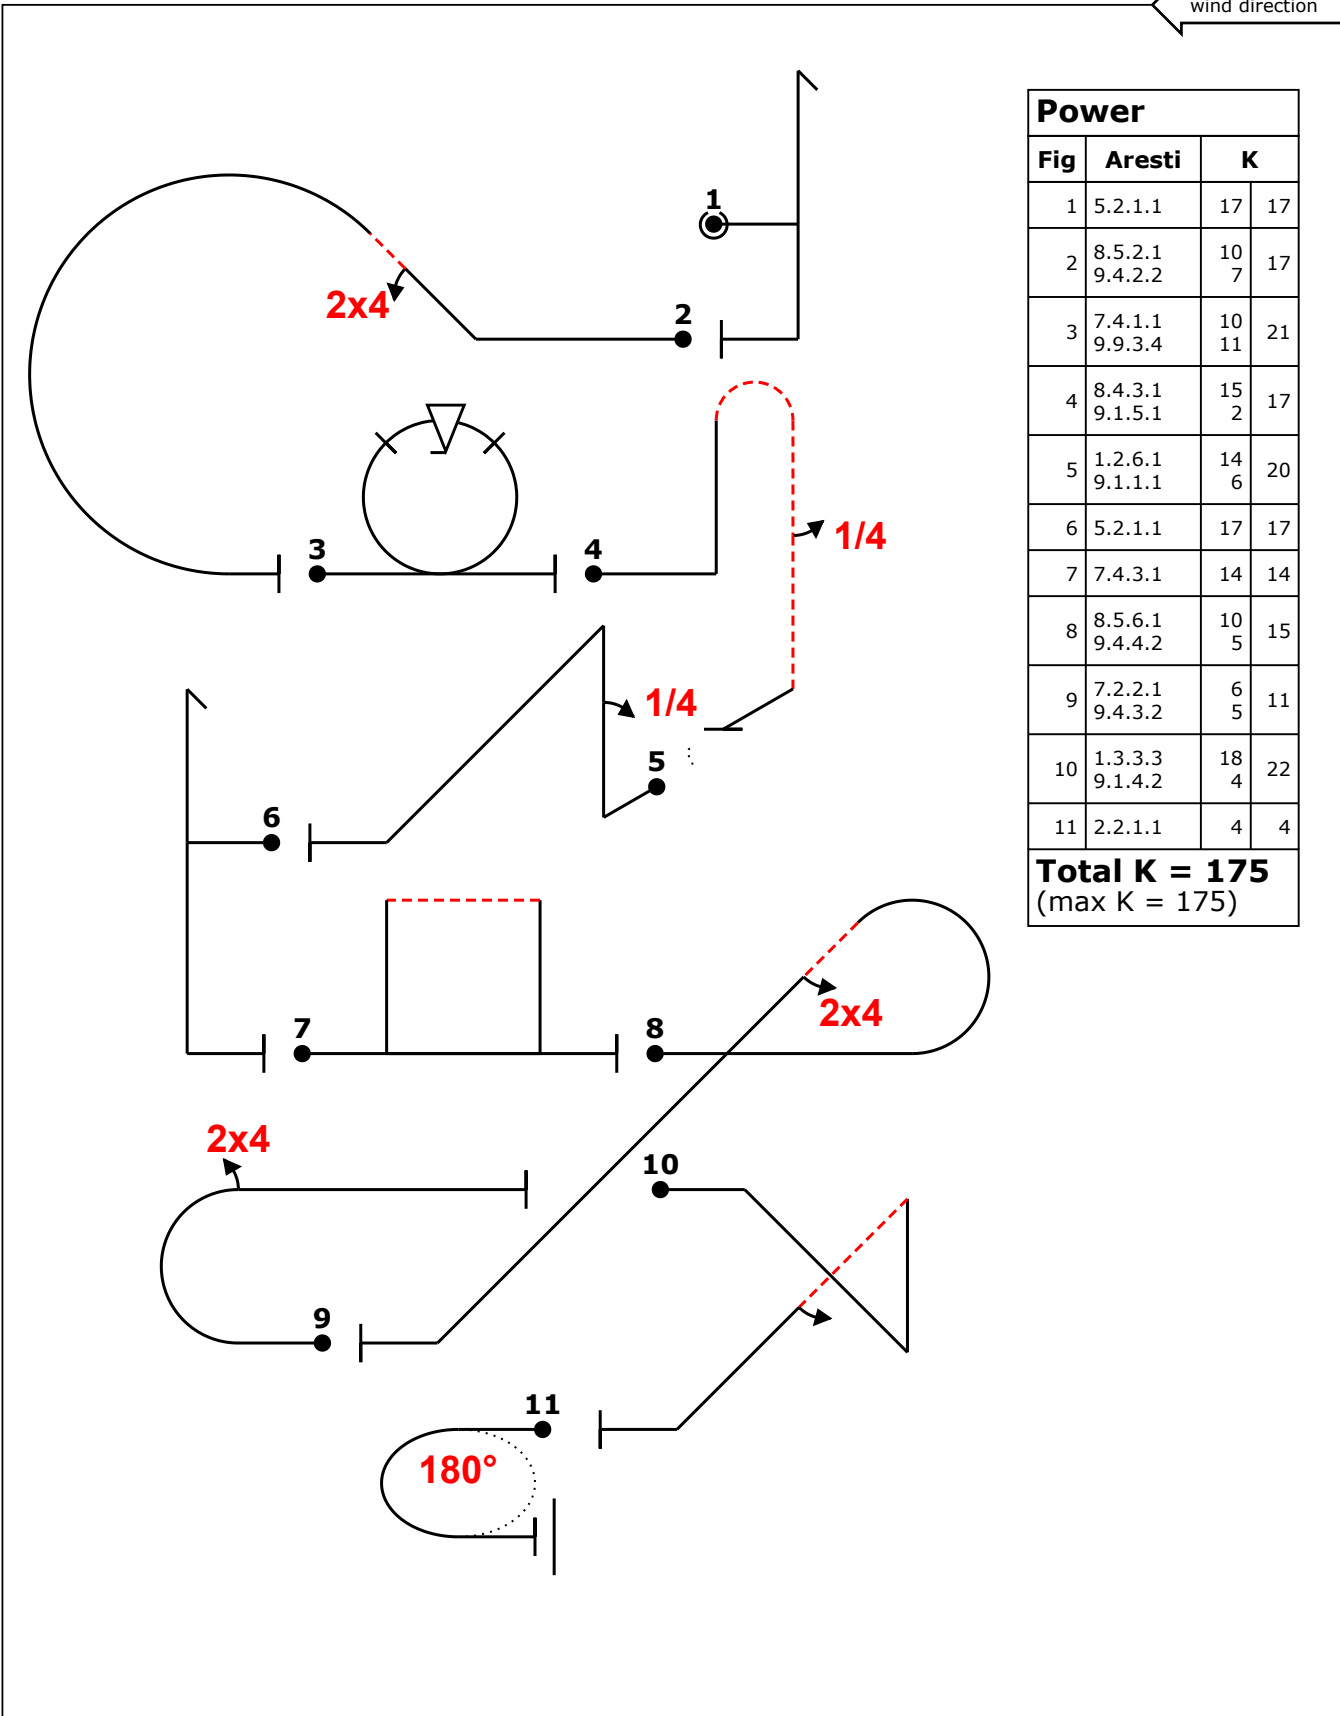 wind direction
1
2x4
2
3
4
1/4
1/4
5
6
7
8
2x4
2x4
10
9
11
180°
Power
Fig Aresti K
1 5.2.1.1 17 17
2 8.5.2.1 10 17
9.4.2.2 7
3 7.4.1.1 10 21
9.9.3.4 11
4 8.4.3.1 15 17
9.1.5.1 2
5 1.2.6.1 14 20
9.1.1.1 6
6 5.2.1.1 17 17
7 7.4.3.1 14 14
8 8.5.6.1 10 15
9.4.4.2 5
9 7.2.2.1 6 11
9.4.3.2 5
10 1.3.3.3 18 22
9.1.4.2 4
11 2.2.1.1 4 4
Total K = 175
(max K = 175)